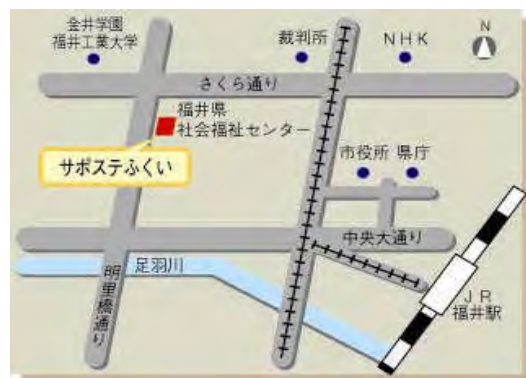 金井学園
福井工業大学
裁判所
NHK
N
さくら通り
福井県
社会福祉センター
サポステふくい
市役所 県庁
中央大通り
足羽川
明里橋通り
JR
福井駅